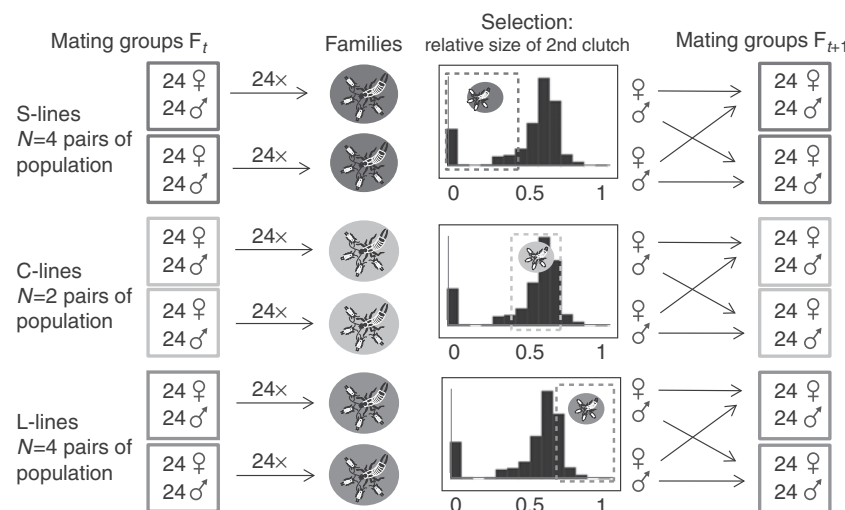 Selection:
Mating groups Fₜ
Families
relative size of 2nd clutch
Mating groups Fₜ₊₁
S-lines
N=4 pairs of
population
24 ♀
24 ♂
24×
24 ♀
24 ♂
24×
0 0.5 1
♀
♂
♀
♂
24 ♀
24 ♂
24 ♀
24 ♂
C-lines
N=2 pairs of
population
24 ♀
24 ♂
24×
24 ♀
24 ♂
24×
0 0.5 1
♀
♂
♀
♂
24 ♀
24 ♂
24 ♀
24 ♂
L-lines
N=4 pairs of
population
24 ♀
24 ♂
24×
24 ♀
24 ♂
24×
0 0.5 1
♀
♂
♀
♂
24 ♀
24 ♂
24 ♀
24 ♂